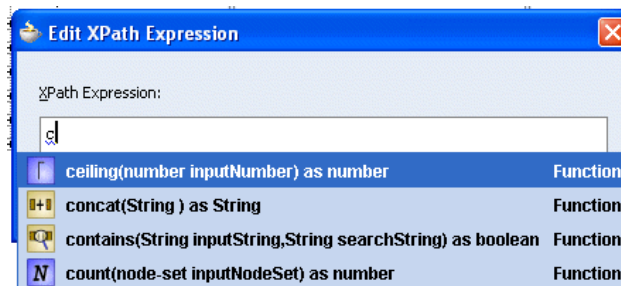 Edit XPath Expression
XPath Expression:
c
ceiling(number inputNumber) as number Function
concat(String ) as String Function
contains(String inputString,String searchString) as boolean Function
count(node-set inputNodeSet) as number Function